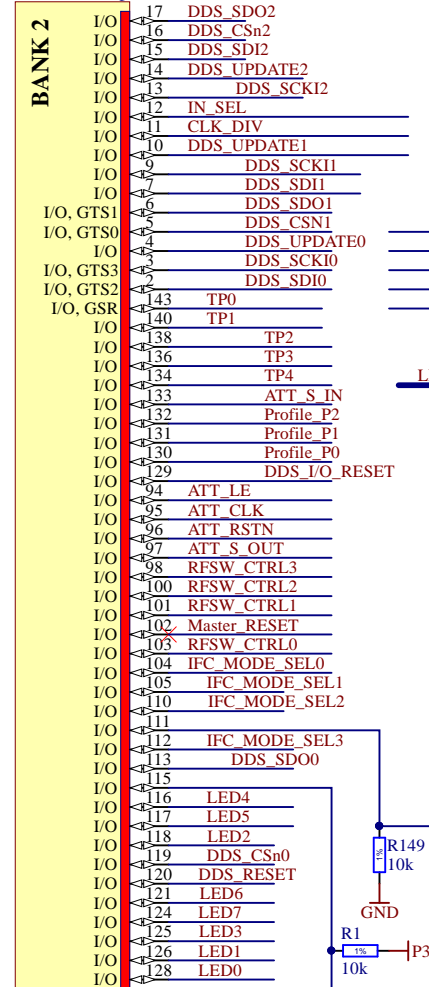 BANK 2
I/O 17 DDS_SDO2
I/O 16 DDS_CSn2
I/O 15 DDS_SDI2
I/O 14 DDS_UPDATE2
I/O 13 DDS_SCKI2
I/O 12 IN_SEL
I/O 11 CLK_DIV
I/O 10 DDS_UPDATE1
I/O 9 DDS_SCKI1
I/O 7 DDS_SDI1
I/O, GTS1 6 DDS_SDO1
I/O, GTS0 5 DDS_CSN1
I/O 4 DDS_UPDATE0
I/O, GTS3 3 DDS_SCKI0
I/O, GTS2 2 DDS_SDI0
I/O, GSR 143 TP0
I/O 140 TP1
I/O 138 TP2
I/O 136 TP3
I/O 134 TP4
I/O 133 ATT_S_IN
I/O 132 Profile_P2
I/O 131 Profile_P1
I/O 130 Profile_P0
I/O 129 DDS_I/O_RESET
I/O 94 ATT_LE
I/O 95 ATT_CLK
I/O 96 ATT_RSTN
I/O 97 ATT_S_OUT
I/O 98 RFSW_CTRL3
I/O 100 RFSW_CTRL2
I/O 101 RFSW_CTRL1
I/O 102 Master_RESET
I/O 103 RFSW_CTRL0
I/O 104 IFC_MODE_SEL0
I/O 105 IFC_MODE_SEL1
I/O 110 IFC_MODE_SEL2
I/O 111
I/O 112 IFC_MODE_SEL3
I/O 113 DDS_SDO0
I/O 115
I/O 116 LED4
I/O 117 LED5
I/O 118 LED2
I/O 119 DDS_CSn0
I/O 120 DDS_RESET
I/O 121 LED6
I/O 124 LED7
I/O 125 LED3
I/O 126 LED1
I/O 128 LED0
L
R149
1%
10k
GND
R1
1%
10k
P3